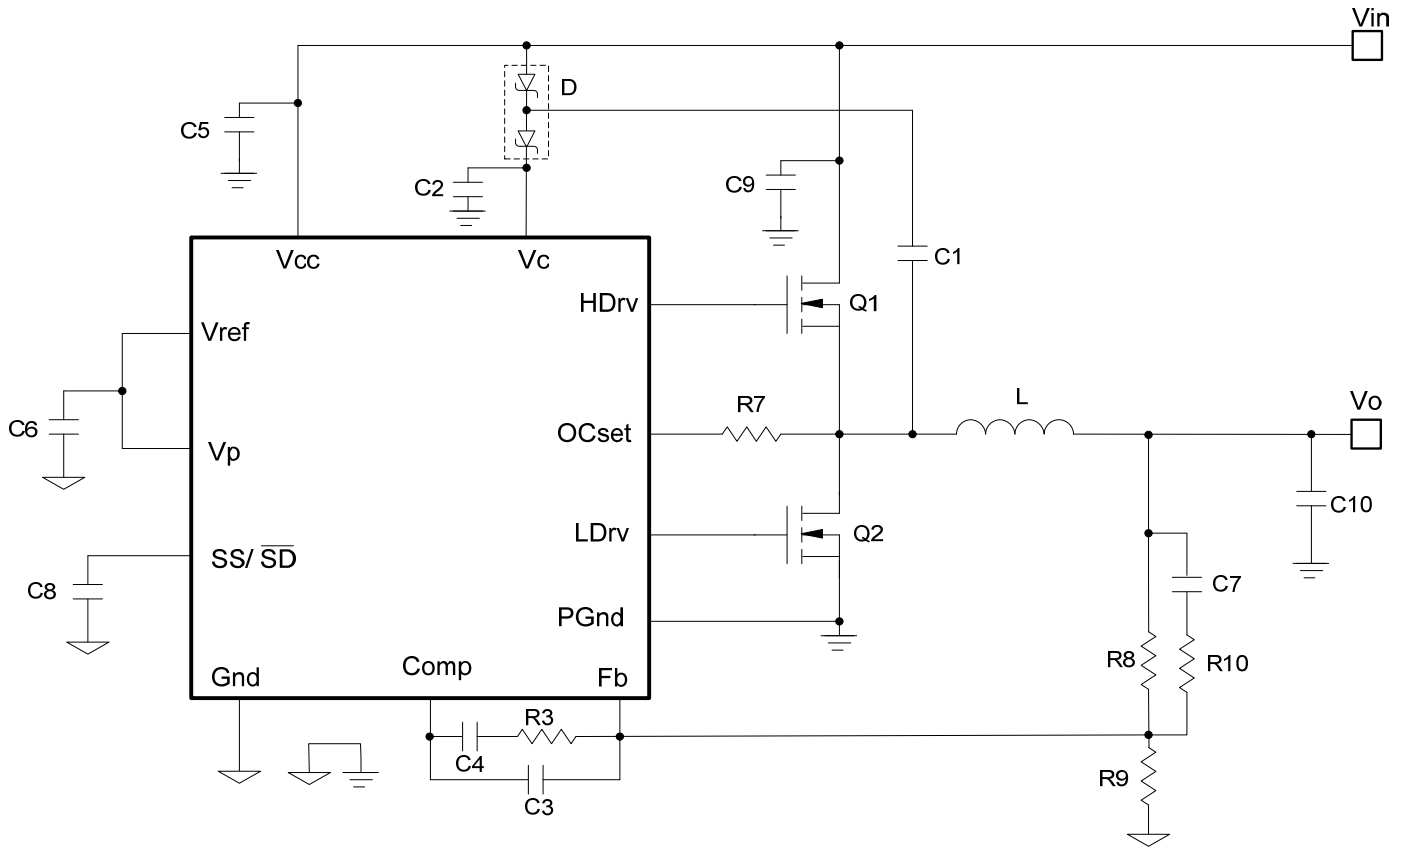 Vin
D
C5
C2
C9
C1
Vcc
Vc
HDrv
Q1
Vref
C6
Vp
OCset
R7
L
Vo
C10
LDrv
Q2
SS/ SD
C8
C7
PGnd
R8
R10
Gnd
Comp
Fb
R3
C4
C3
R9